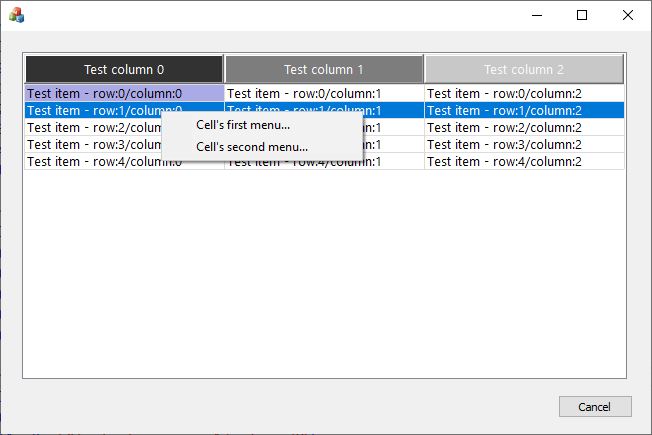 Test column 0 Test column 1 Test column 2
Test item - row:0/column:0 Test item - row:0/column:1 Test item - row:0/column:2
Test item - row:1/column:0 Test item - row:1/column:1 Test item - row:1/column:2
Test item - row:2/colum Cell's first menu... :1 Test item - row:2/column:2
Test item - row:3/colum Cell's second menu... :1 Test item - row:3/column:2
Test item - row:4/column:0 Test item - row:4/column:1 Test item - row:4/column:2
Cancel